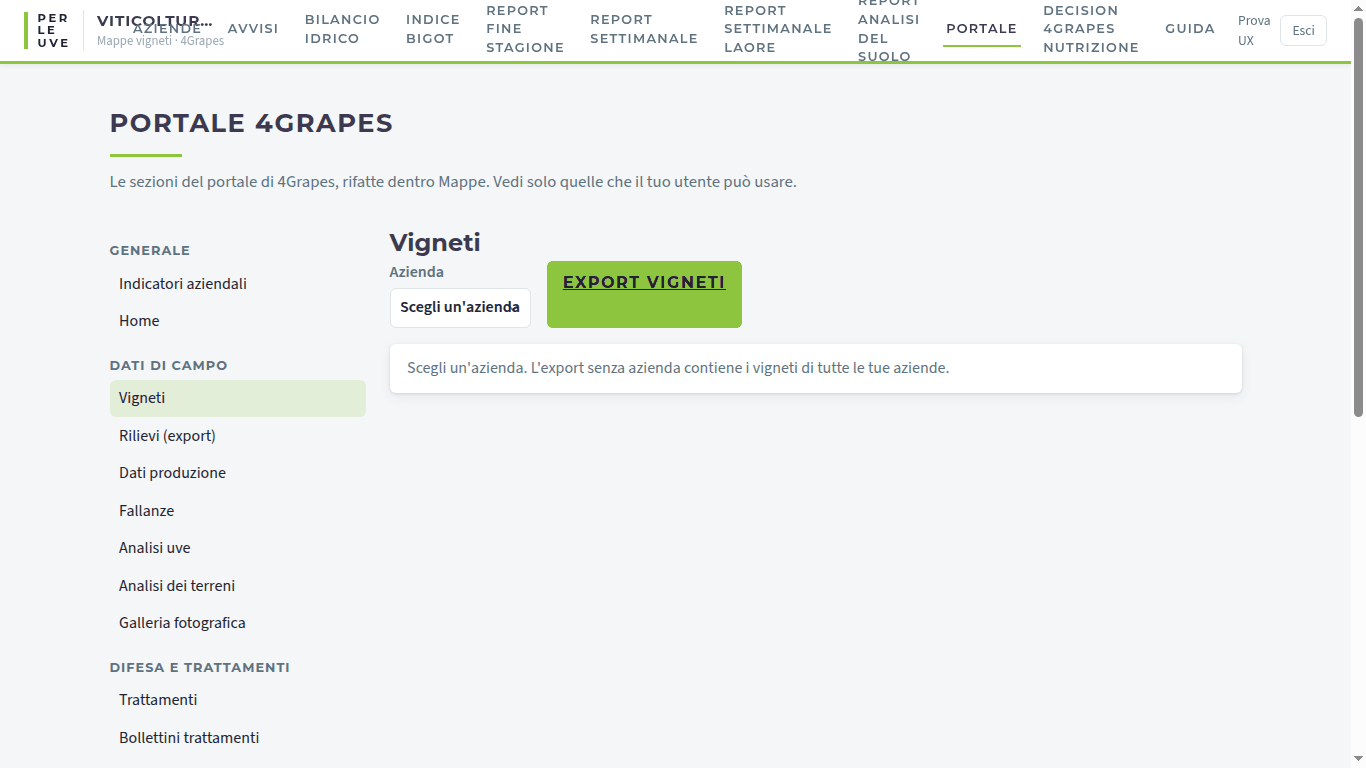 PER
LE
UVE
VITICOLTUR...
Mappe vigneti · 4Grapes
AZIENDE
AVVISI
BILANCIO
IDRICO
INDICE
BIGOT
REPORT
FINE
STAGIONE
REPORT
SETTIMANALE
REPORT
SETTIMANALE
LAORE
REPORT
ANALISI
DEL
SUOLO
PORTALE
DECISION
4GRAPES
NUTRIZIONE
GUIDA
Prova
UX
Esci
PORTALE 4GRAPES
Le sezioni del portale di 4Grapes, rifatte dentro Mappe. Vedi solo quelle che il tuo utente può usare.
GENERALE
Indicatori aziendali
Home
DATI DI CAMPO
Vigneti
Rilievi (export)
Dati produzione
Fallanze
Analisi uve
Analisi dei terreni
Galleria fotografica
DIFESA E TRATTAMENTI
Trattamenti
Bollettini trattamenti
Vigneti
Azienda
Scegli un'azienda
EXPORT VIGNETI
Scegli un'azienda. L'export senza azienda contiene i vigneti di tutte le tue aziende.